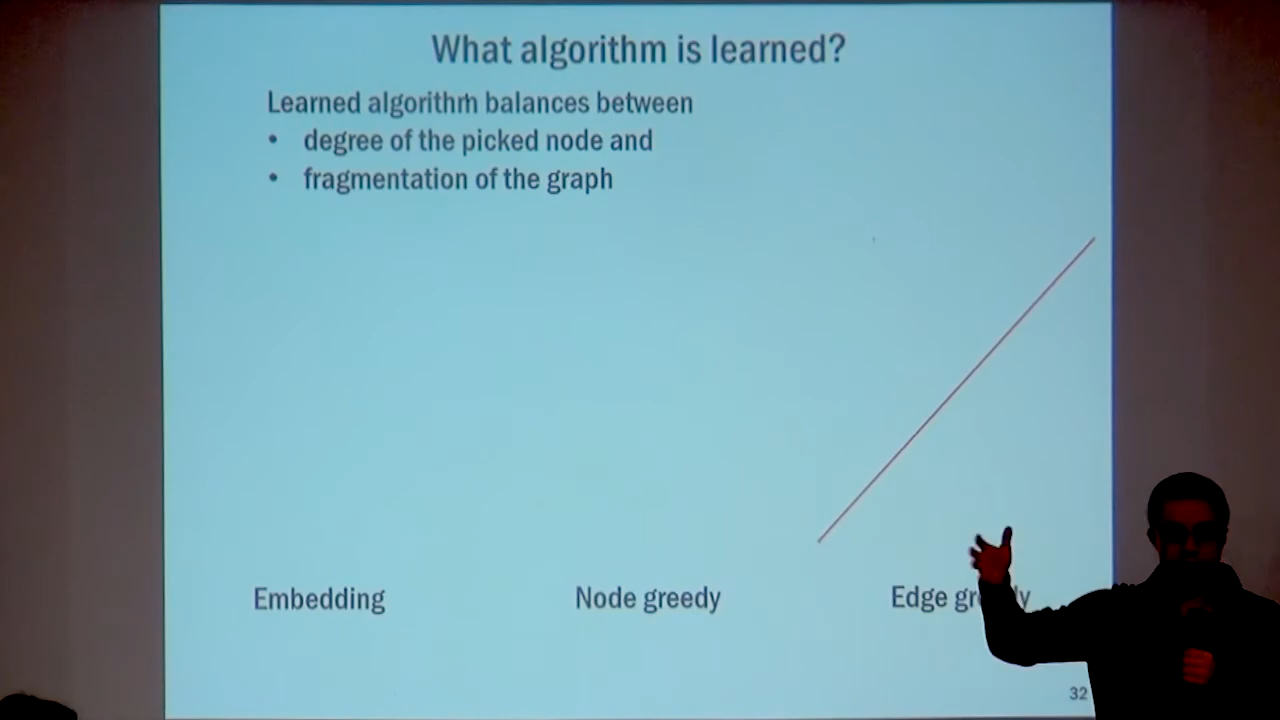 What algorithm is learned?
Learned algorithm balances between
• degree of the picked node and
• fragmentation of the graph
Embedding
Node greedy
Edge
32